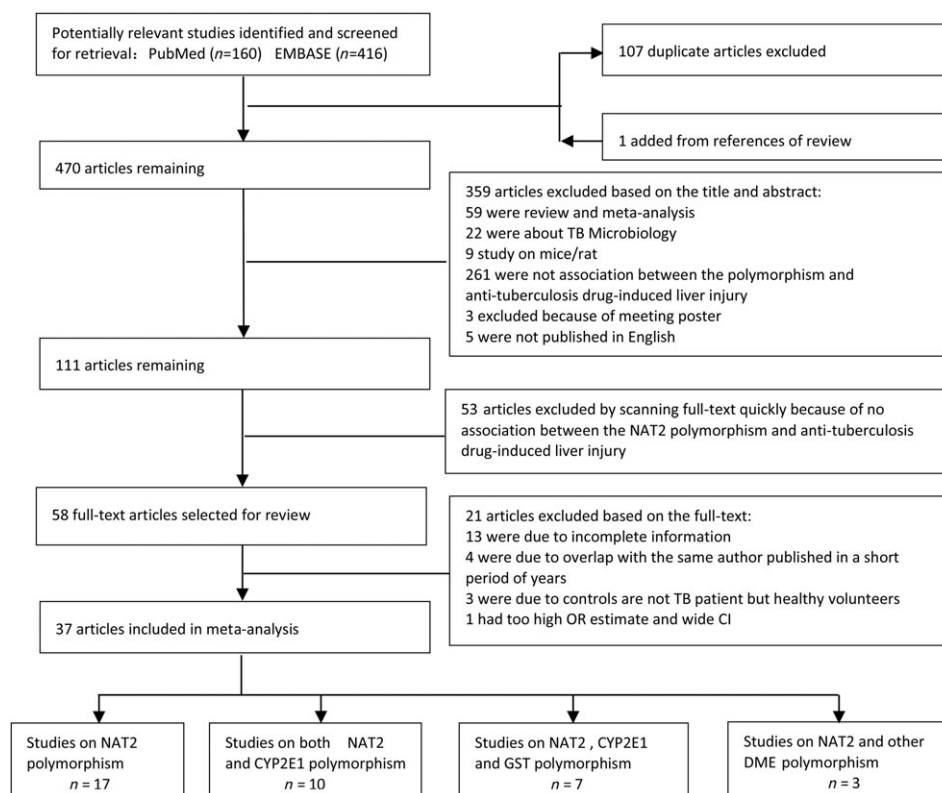 Potentially relevant studies identified and screened
for retrieval: PubMed (n=160) EMBASE (n=416)
107 duplicate articles excluded
1 added from references of review
470 articles remaining
359 articles excluded based on the title and abstract:
59 were review and meta-analysis
22 were about TB Microbiology
9 study on mice/rat
261 were not association between the polymorphism and
anti-tuberculosis drug-induced liver injury
3 excluded because of meeting poster
5 were not published in English
111 articles remaining
53 articles excluded by scanning full-text quickly because of no
association between the NAT2 polymorphism and anti-tuberculosis
drug-induced liver injury
58 full-text articles selected for review
21 articles excluded based on the full-text:
13 were due to incomplete information
4 were due to overlap with the same author published in a short
period of years
3 were due to controls are not TB patient but healthy volunteers
1 had too high OR estimate and wide CI
37 articles included in meta-analysis
Studies on NAT2
polymorphism
n = 17
Studies on both NAT2
and CYP2E1 polymorphism
n = 10
Studies on NAT2 , CYP2E1
and GST polymorphism
n = 7
Studies on NAT2 and other
DME polymorphism
n = 3